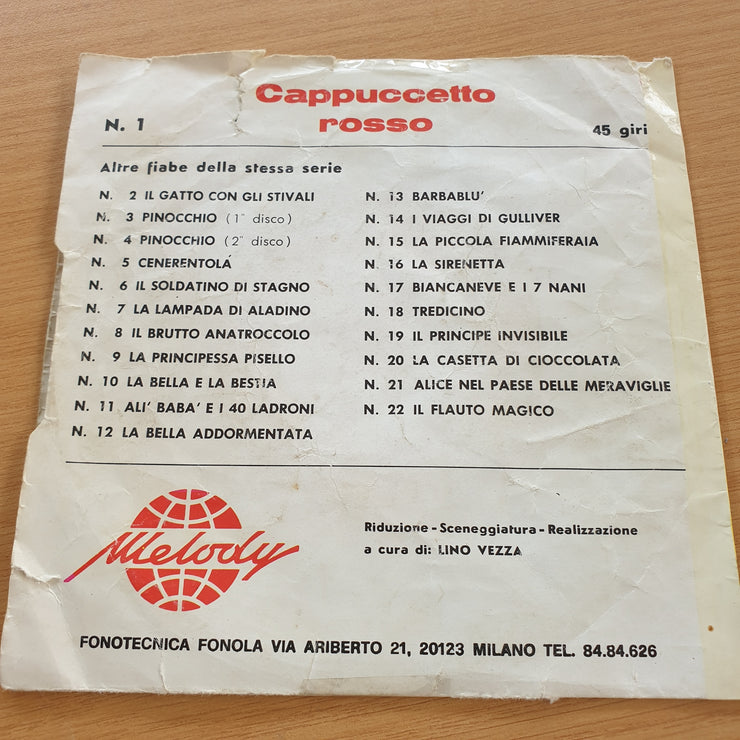 Cappuccetto
rosso
N. 1
45 giri
Altre fiabe della stessa serie
N. 2 IL GATTO CON GLI STIVALI
N. 3 PINOCCHIO (1° disco)
N. 4 PINOCCHIO (2° disco)
N. 5 CENERENTOLA
N. 6 IL SOLDATINO DI STAGNO
N. 7 LA LAMPADA DI ALADINO
N. 8 IL BRUTTO ANATROCCOLO
N. 9 LA PRINCIPESSA PISELLO
N. 10 LA BELLA E LA BESTIA
N. 11 ALI' BABA' E I 40 LADRONI
N. 12 LA BELLA ADDORMENTATA
N. 13 BARBABLU'
N. 14 I VIAGGI DI GULLIVER
N. 15 LA PICCOLA FIAMMIFERAIA
N. 16 LA SIRENETTA
N. 17 BIANCANEVE E I 7 NANI
N. 18 TREDICINO
N. 19 IL PRINCIPE INVISIBILE
N. 20 LA CASETTA DI CIOCCOLATA
N. 21 ALICE NEL PAESE DELLE MERAVIGLIE
N. 22 IL FLAUTO MAGICO
Melody
Riduzione - Sceneggiatura - Realizzazione
a cura di: LINO VEZZA
FONOTECNICA FONOLA VIA ARIBERTO 21, 20123 MILANO TEL. 84.84.626